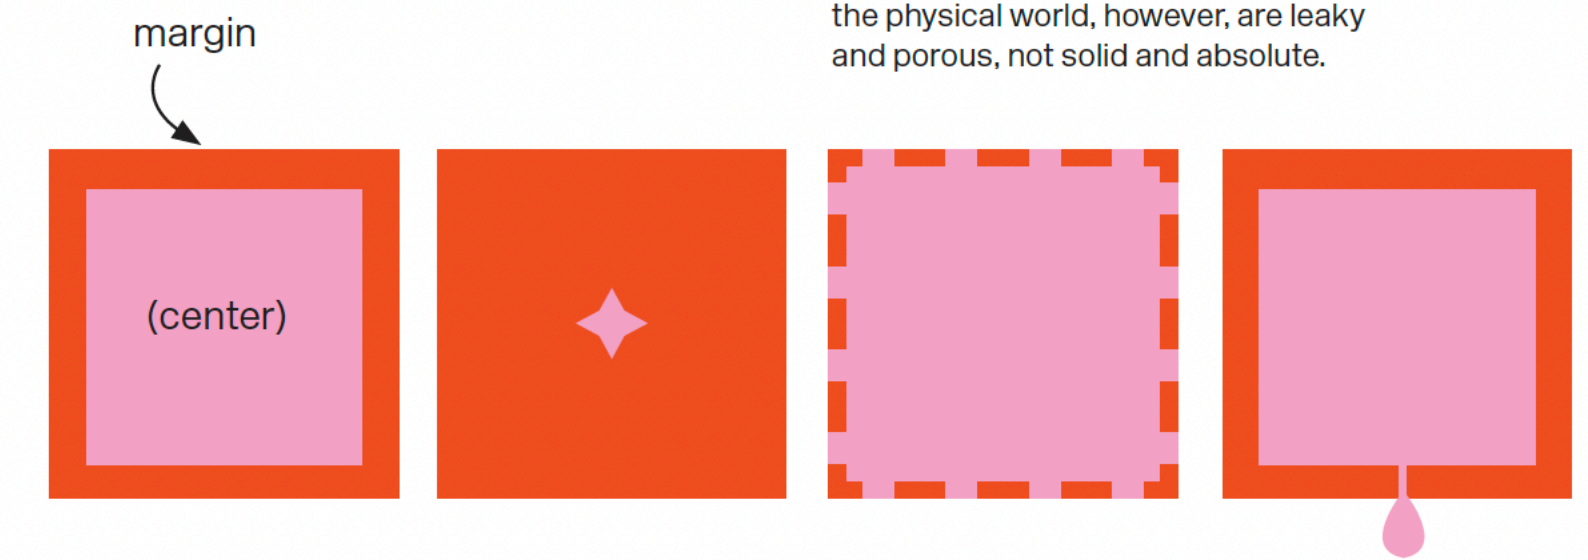 margin
the physical world, however, are leaky
and porous, not solid and absolute.
(center)